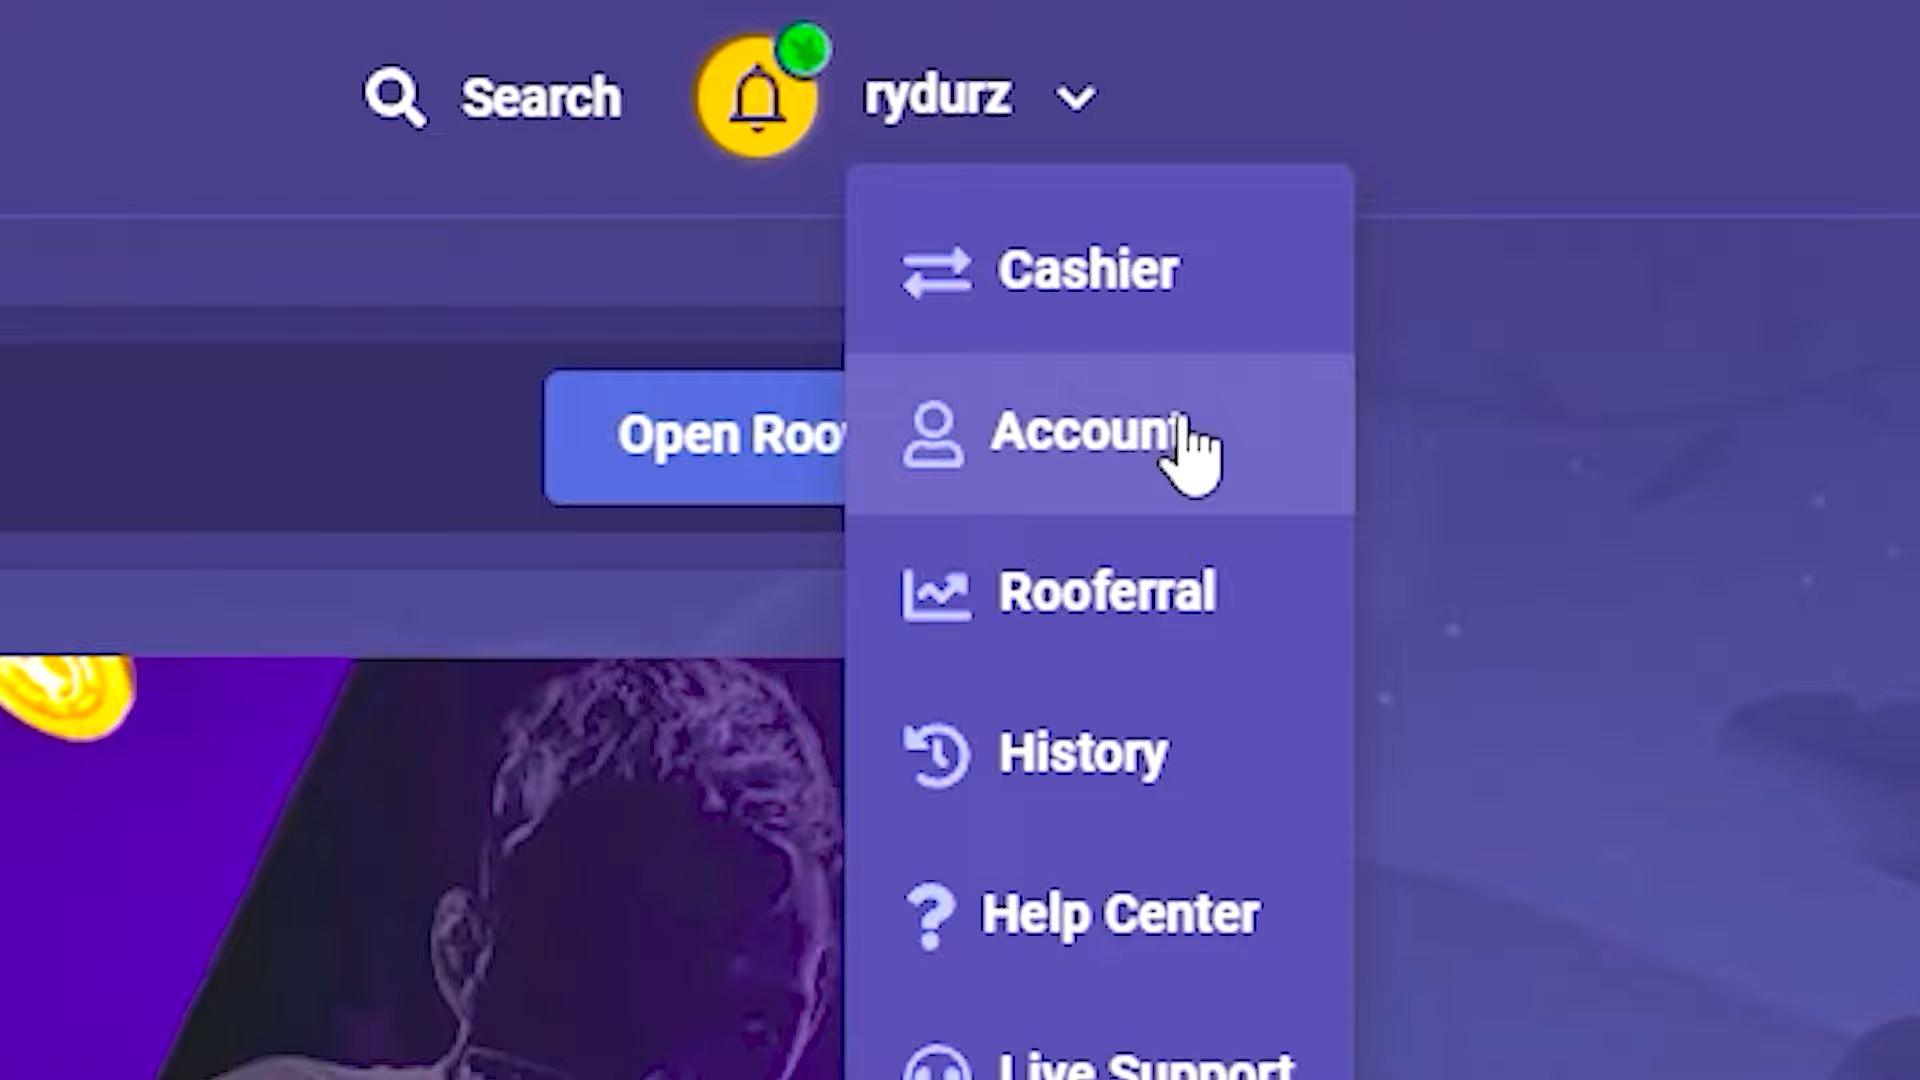 Search
rydurz
Cashier
Open Roo
Account
Rooferral
History
Help Center
Live Support